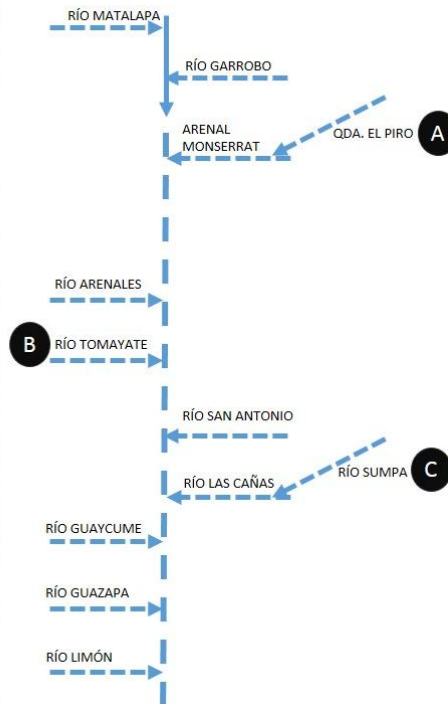 RÍO MATALAPA
RÍO GARROBO
ARENAL
MONSERRAT
QDA. EL PIRO
A
RÍO ARENALES
B
RÍO TOMAYATE
RÍO SAN ANTONIO
RÍO LAS CAÑAS
RÍO SUMPA
C
RÍO GUAYCUME
RÍO GUAZAPA
RÍO LIMÓN